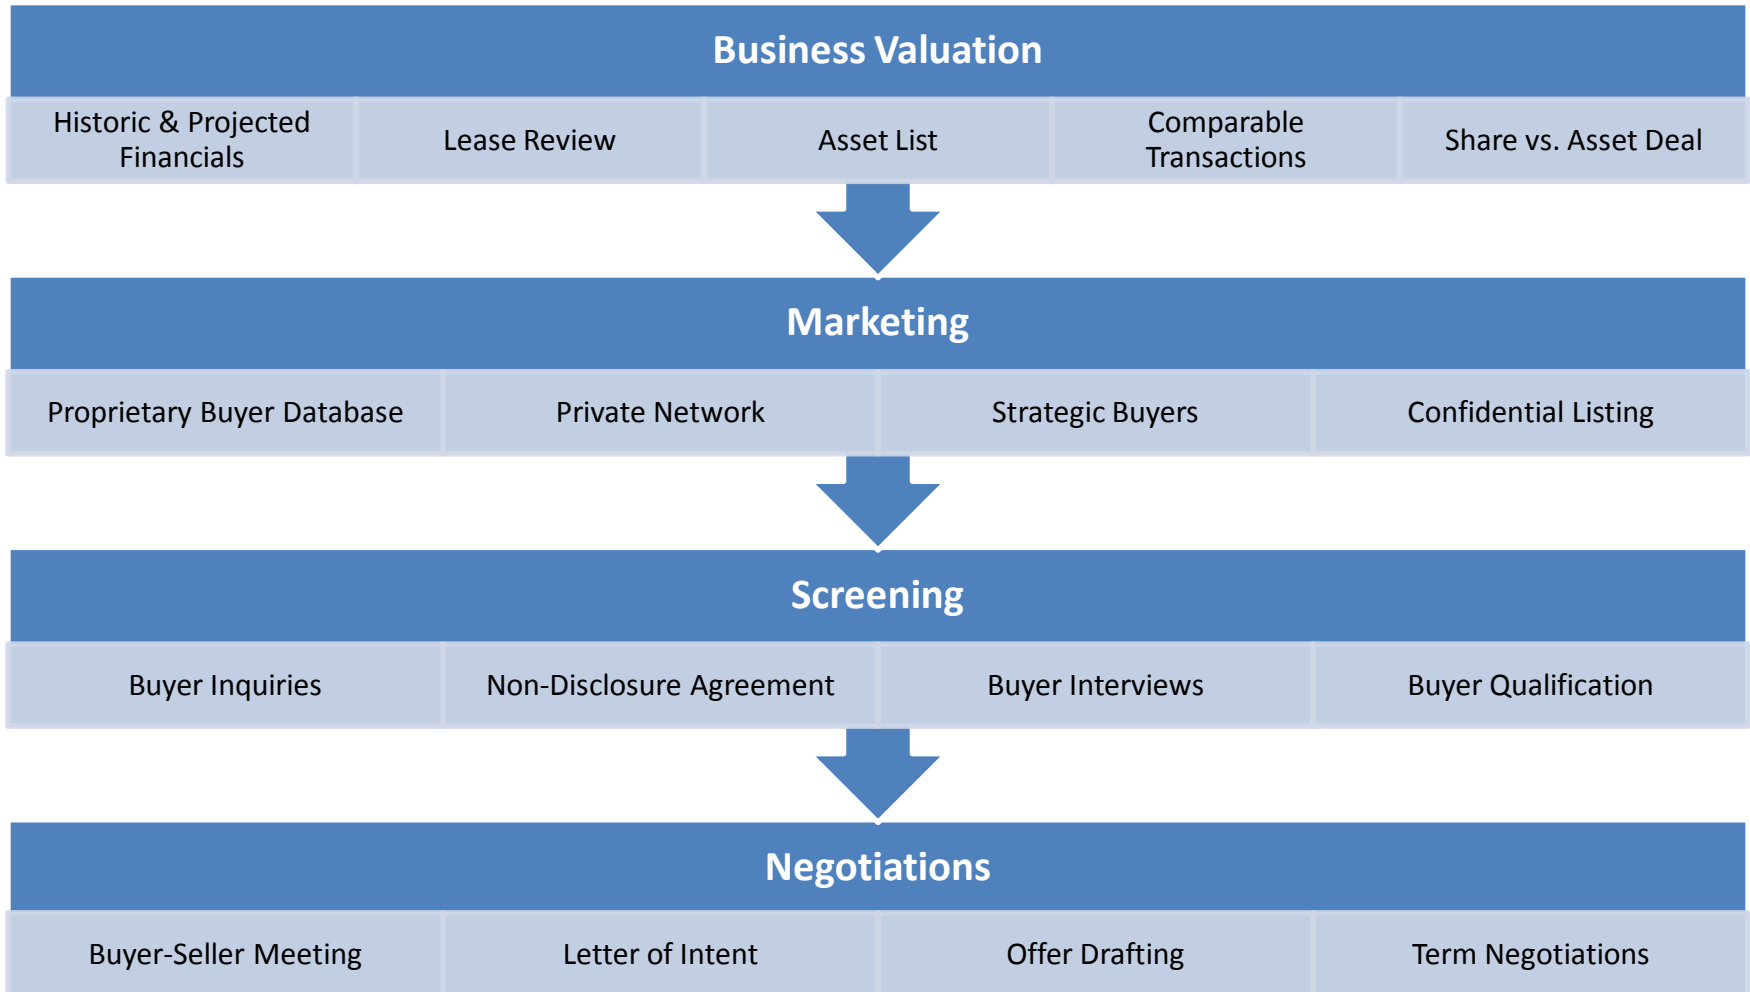 Business Valuation
Historic & Projected
Financials
Lease Review
Asset List
Comparable
Transactions
Share vs. Asset Deal
Marketing
Proprietary Buyer Database
Private Network
Strategic Buyers
Confidential Listing
Screening
Buyer Inquiries
Non-Disclosure Agreement
Buyer Interviews
Buyer Qualification
Negotiations
Buyer-Seller Meeting
Letter of Intent
Offer Drafting
Term Negotiations